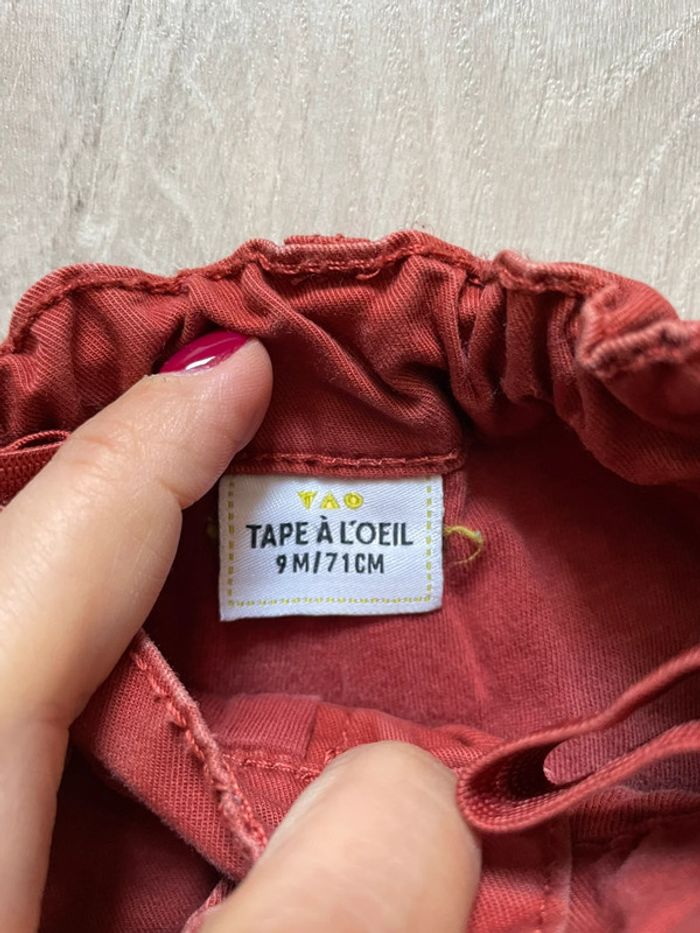 TAO
TAPE À L'OEIL
9M/71CM